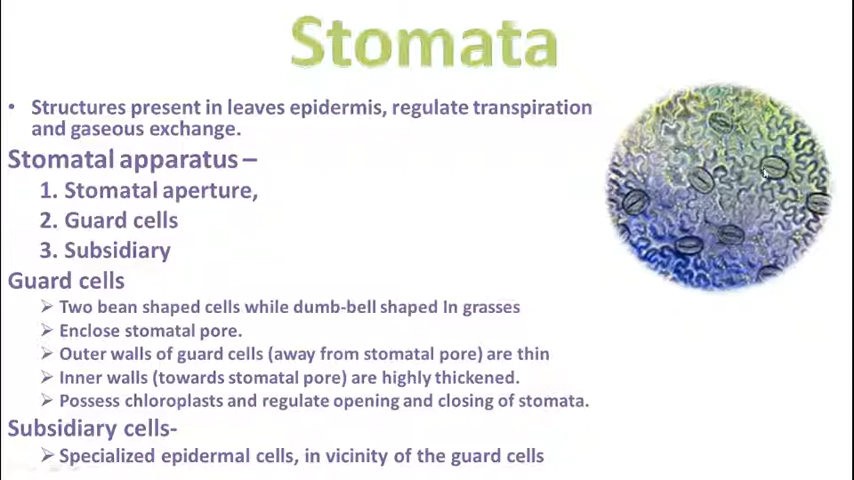 Stomata
• Structures present in leaves epidermis, regulate transpiration
and gaseous exchange.
Stomatal apparatus –
1. Stomatal aperture,
2. Guard cells
3. Subsidiary
Guard cells
➢ Two bean shaped cells while dumb-bell shaped In grasses
➢ Enclose stomatal pore.
➢ Outer walls of guard cells (away from stomatal pore) are thin
➢ Inner walls (towards stomatal pore) are highly thickened.
➢ Possess chloroplasts and regulate opening and closing of stomata.
Subsidiary cells-
➢ Specialized epidermal cells, in vicinity of the guard cells